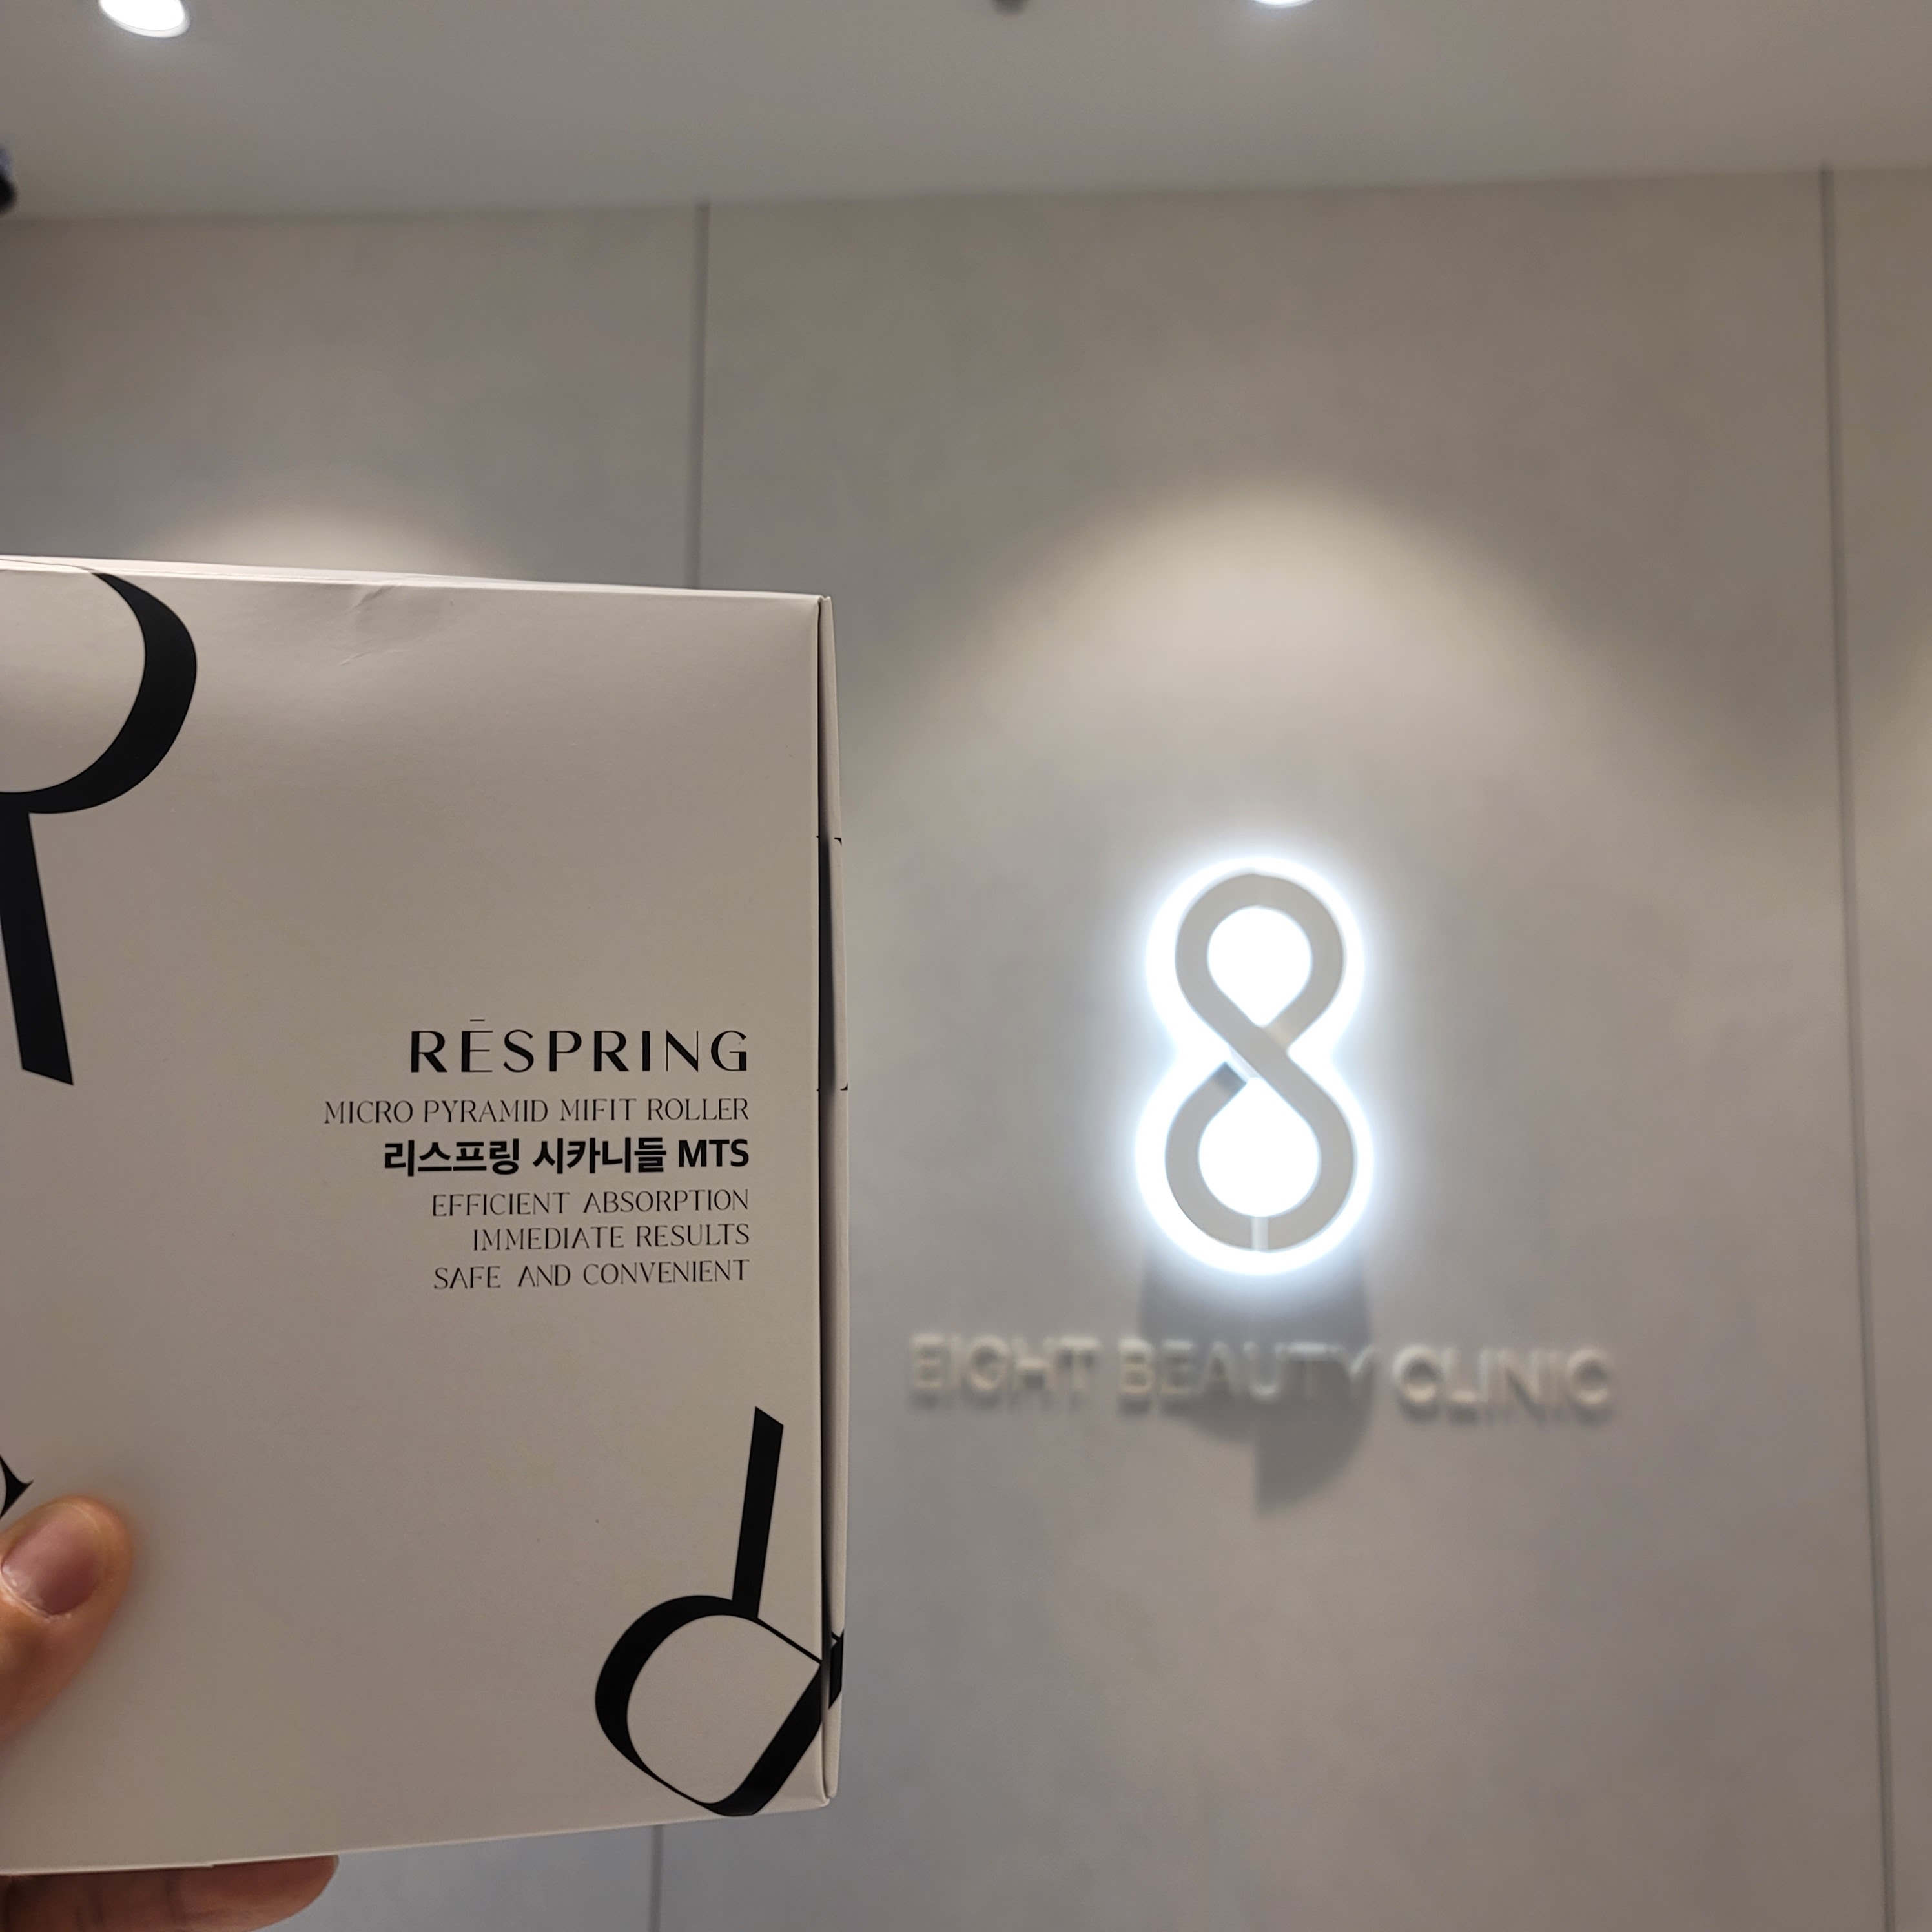 R
RĒSPRING
MICRO PYRAMID MIFIT ROLLER
리스프링 시카니들 MTS
EFFICIENT ABSORPTION
IMMEDIATE RESULTS
SAFE AND CONVENIENT
d
8
EIGHT BEAUTY CLINIC